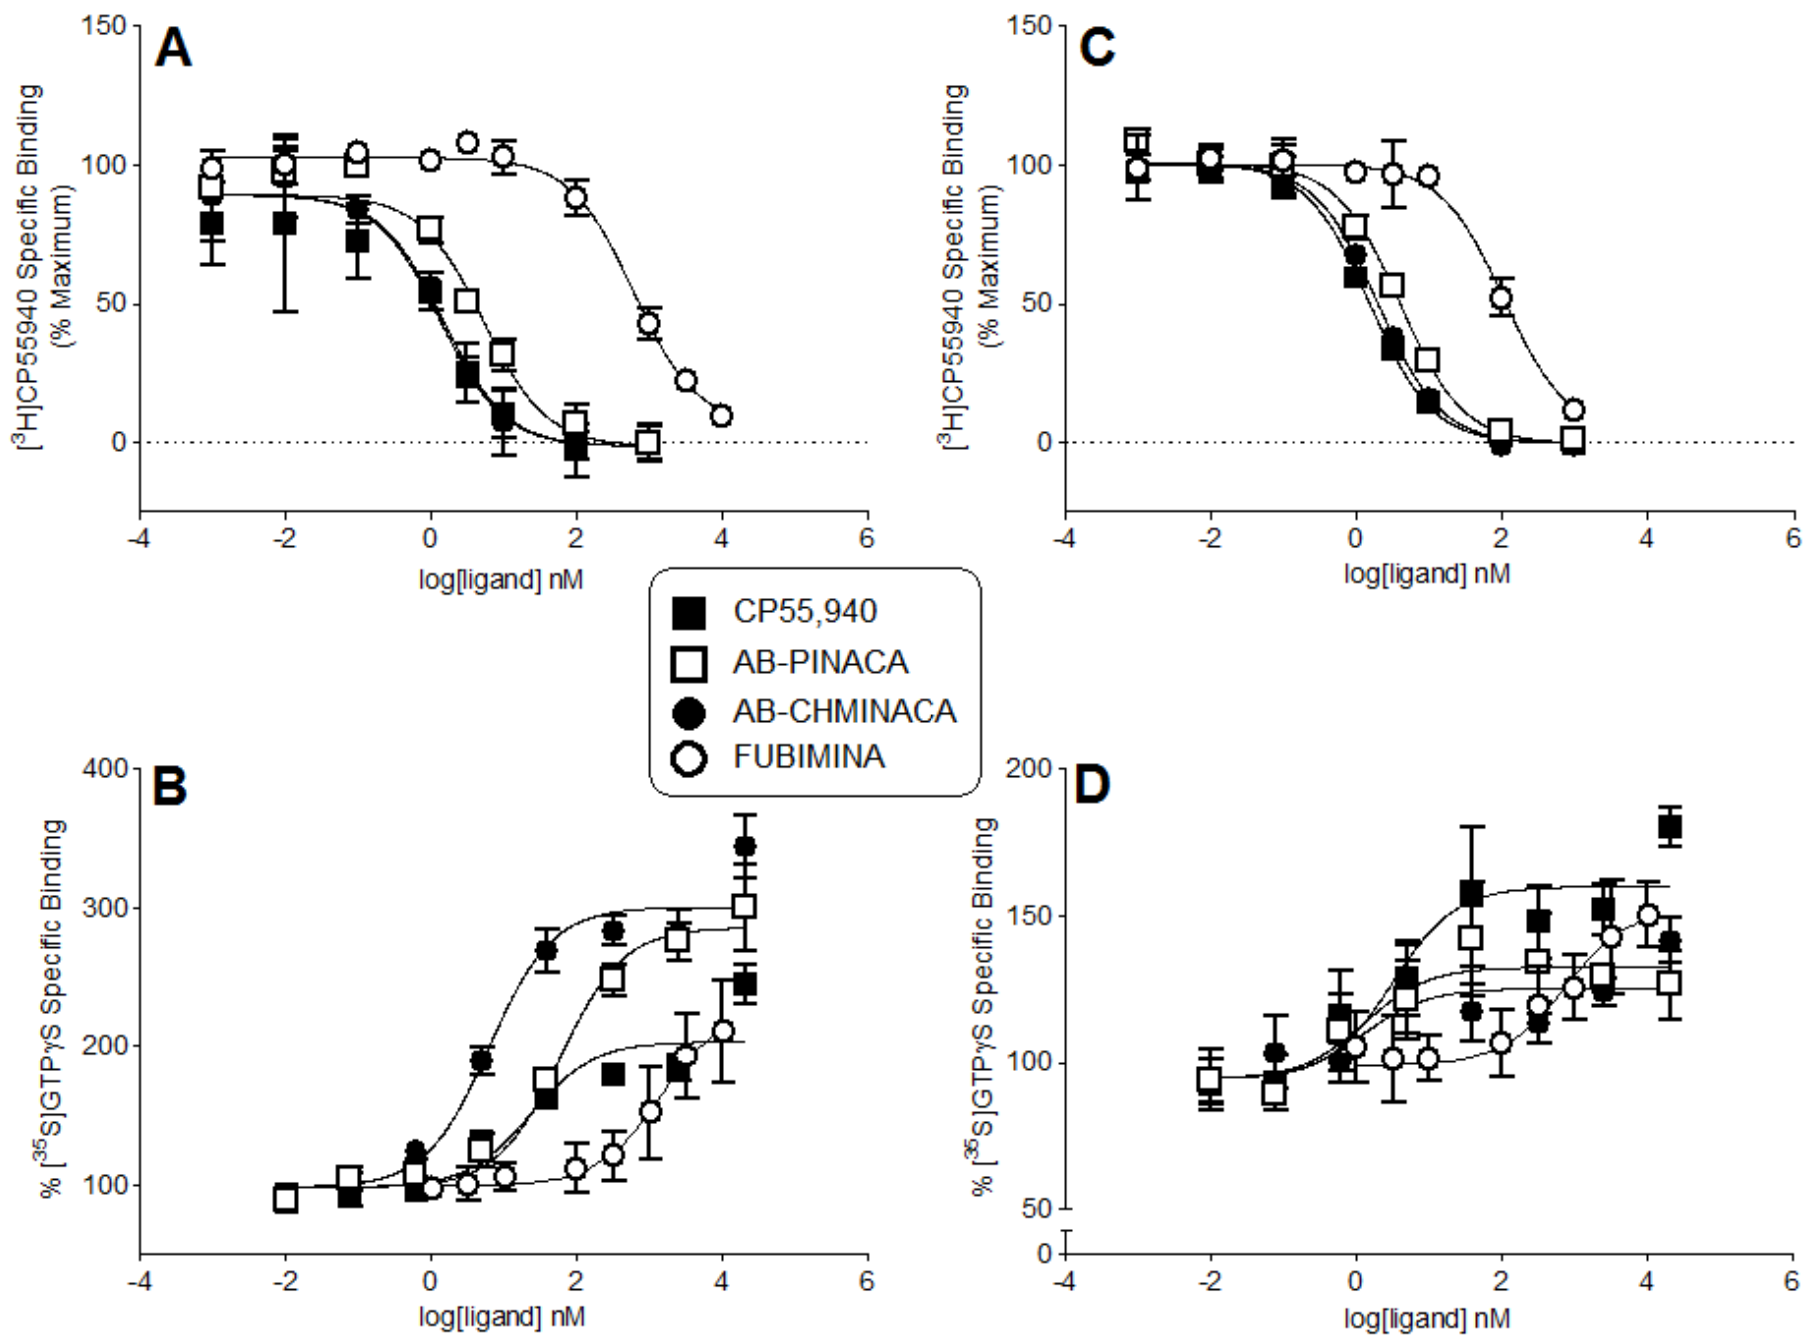 A
150
100
50
0
[³H]CP55940 Specific Binding
(% Maximum)
-4 -2 0 2 4 6
log[ligand] nM
C
150
100
50
0
[³H]CP55940 Specific Binding
(% Maximum)
-4 -2 0 2 4 6
log[ligand] nM
CP55,940
AB-PINACA
AB-CHMINACA
FUBIMINA
B
400
300
200
100
% [³⁵S]GTPγS Specific Binding
-4 -2 0 2 4 6
log[ligand] nM
D
200
150
100
50
0
% [³⁵S]GTPγS Specific Binding
-4 -2 0 2 4 6
log[ligand] nM